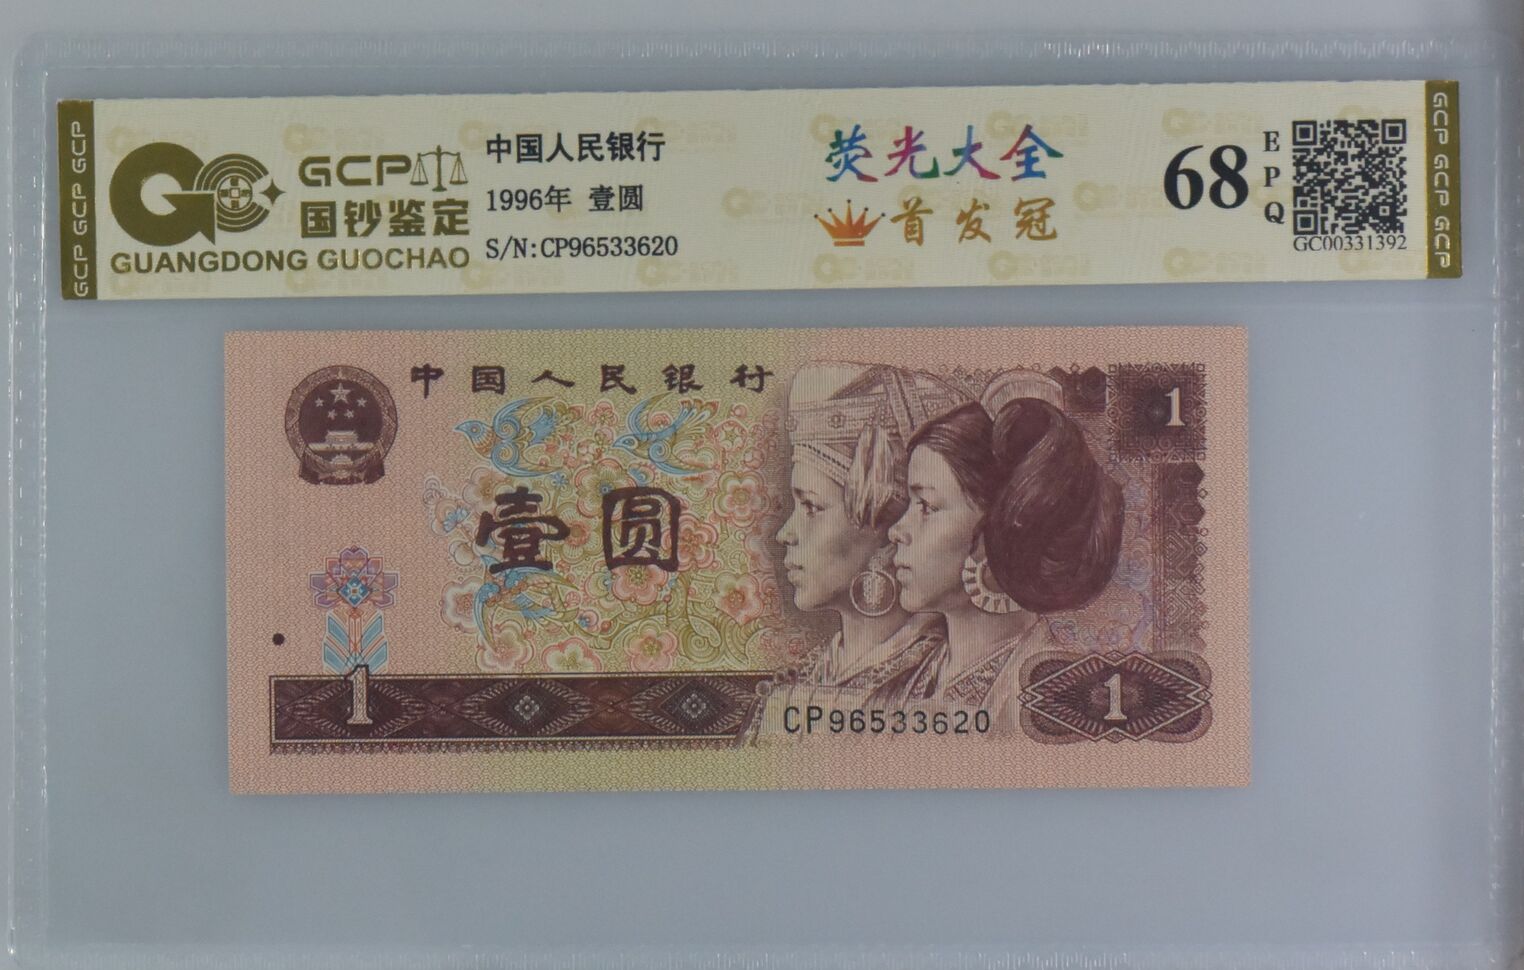 GCP GCP GCP
GCP
国钞鉴定
GUANGDONG GUOCHAO
中国人民银行
1996年 壹圆
S/N:CP96533620
荧光大全
首发冠
68
EPQ
GC00331392
GCP GCP GCP
中国人民银行
1
壹圆
1
CP96533620
1